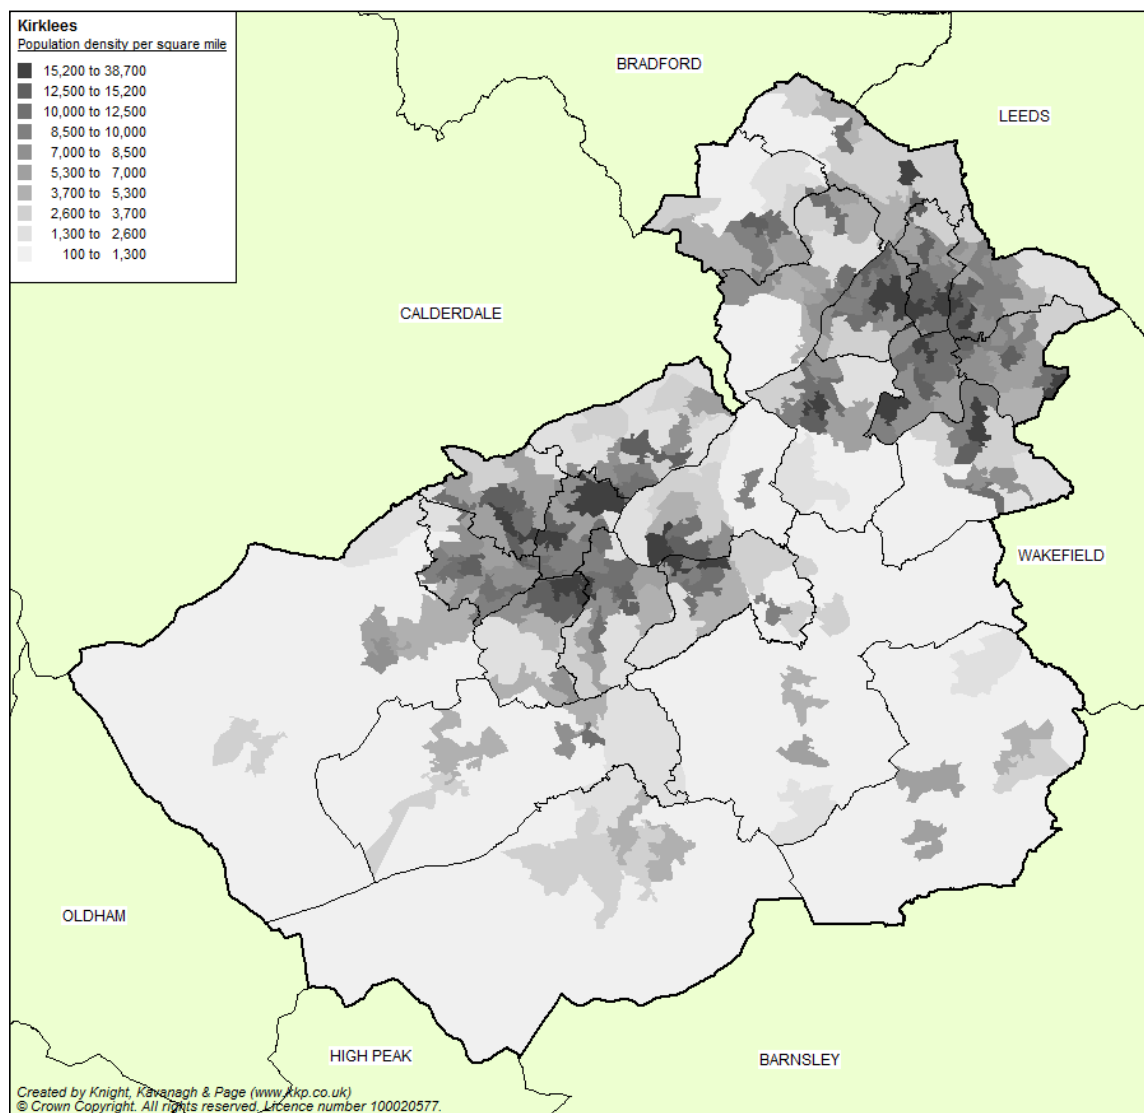 Kirklees
Population density per square mile
15,200 to 38,700
12,500 to 15,200
10,000 to 12,500
8,500 to 10,000
7,000 to 8,500
5,300 to 7,000
3,700 to 5,300
2,600 to 3,700
1,300 to 2,600
100 to 1,300
BRADFORD
LEEDS
CALDERDALE
WAKEFIELD
OLDHAM
HIGH PEAK
BARNSLEY
Created by Knight, Kavanagh & Page (www.kkp.co.uk)
© Crown Copyright. All rights reserved. Licence number 100020577.